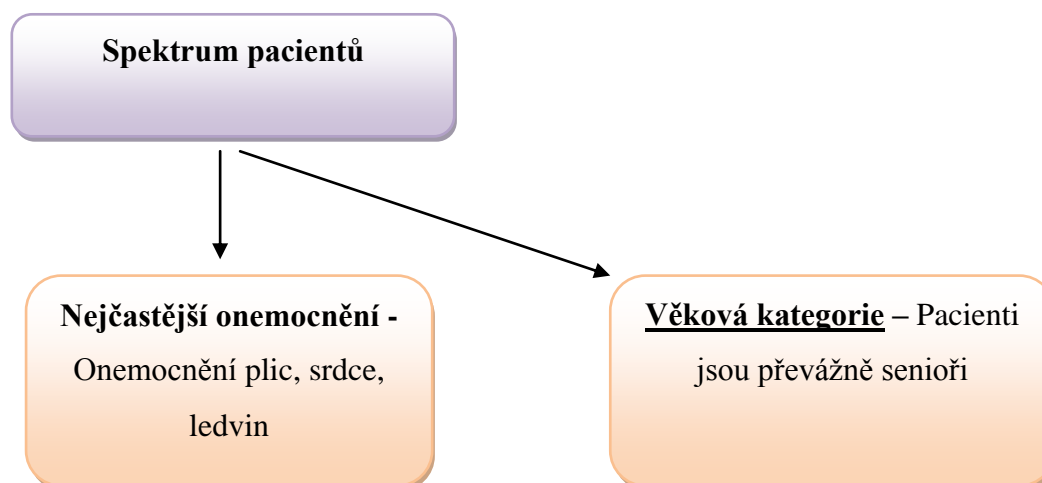 Spektrum pacientů
Nejčastější onemocnění -
Onemocnění plic, srdce,
ledvin
Věková kategorie – Pacienti
jsou převážně senioři